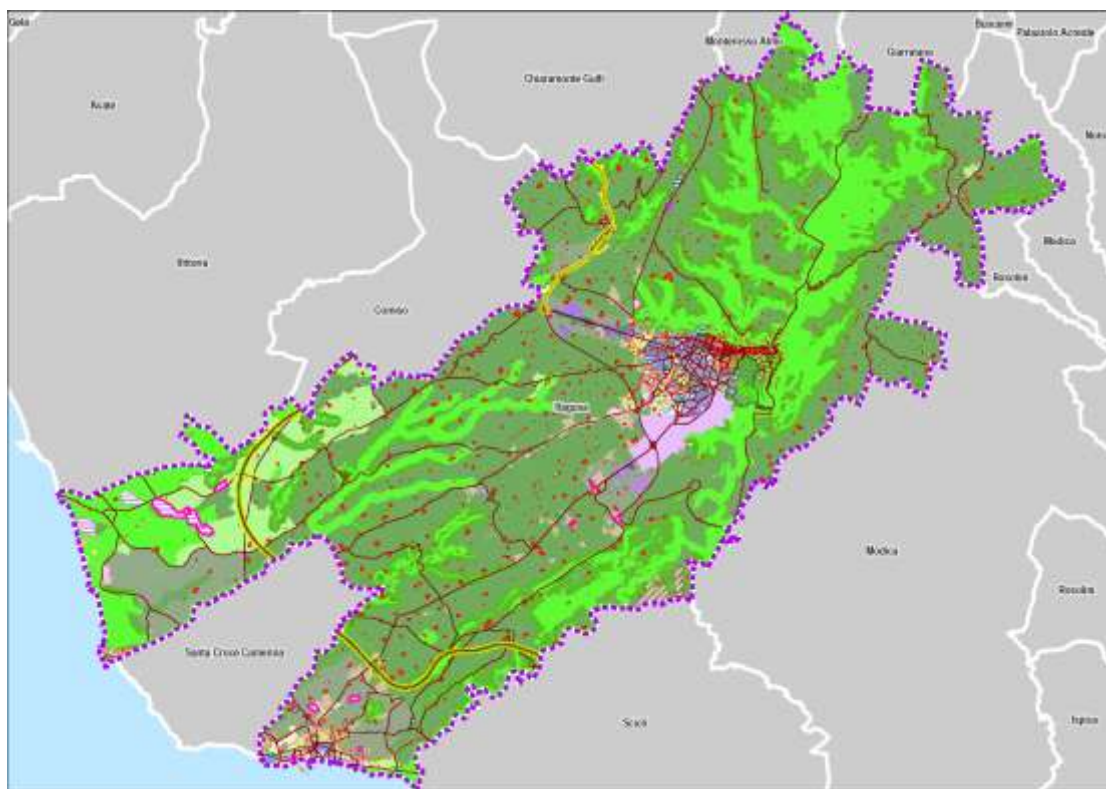 Gela
Buscemi
Palazzolo Acreide
Monterosso Almo
Giarratana
Chiaramonte Gulfi
Acate
Noto
Vittoria
Modica
Rosolini
Comiso
Ragusa
Modica
Rosolini
Santa Croce Camerina
Scicli
Ispica